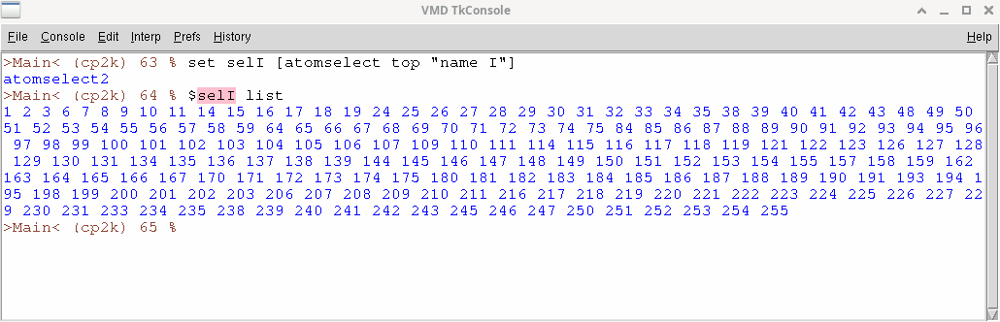 VMD TkConsole
File Console Edit Interp Prefs History Help
>Main< (cp2k) 63 % set selI [atomselect top "name I"]
atomselect2
>Main< (cp2k) 64 % $selI list
1 2 3 6 7 8 9 10 11 14 15 16 17 18 19 24 25 26 27 28 29 30 31 32 33 34 35 38 39 40 41 42 43 48 49 50
51 52 53 54 55 56 57 58 59 64 65 66 67 68 69 70 71 72 73 74 75 84 85 86 87 88 89 90 91 92 93 94 95 96
97 98 99 100 101 102 103 104 105 106 107 109 110 111 114 115 116 117 118 119 121 122 123 126 127 128
129 130 131 134 135 136 137 138 139 144 145 146 147 148 149 150 151 152 153 154 155 157 158 159 162
163 164 165 166 167 170 171 172 173 174 175 180 181 182 183 184 185 186 187 188 189 190 191 193 194 1
95 198 199 200 201 202 203 206 207 208 209 210 211 216 217 218 219 220 221 222 223 224 225 226 227 22
9 230 231 233 234 235 238 239 240 241 242 243 245 246 247 250 251 252 253 254 255
>Main< (cp2k) 65 %